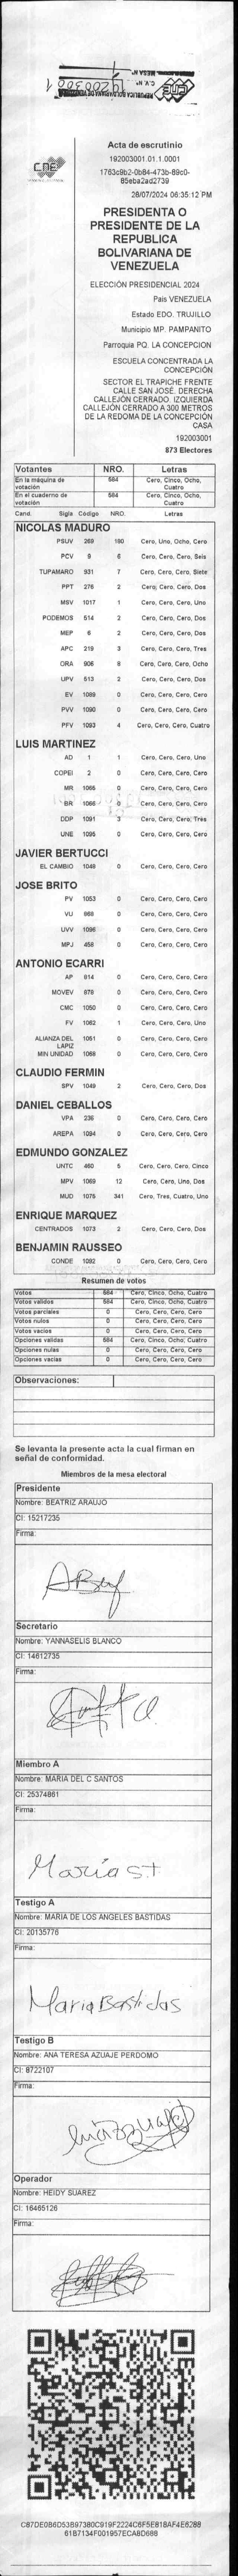 CNE
Acta de escrutinio
192003001.01.1.0001
1763c9b2-0b84-473b-89c0-
85eba2ad2739
28/07/2024 06:35:12 PM
PRESIDENTA O
PRESIDENTE DE LA
REPUBLICA
BOLIVARIANA DE
VENEZUELA
ELECCIÓN PRESIDENCIAL 2024
Pais VENEZUELA
Estado EDO. TRUJILLO
Municipio MP. PAMPANITO
Parroquia PQ. LA CONCEPCION
ESCUELA CONCENTRADA LA
CONCEPCIÓN
SECTOR EL TRAPICHE FRENTE
CALLE SAN JOSÉ. DERECHA
CALLEJÓN CERRADO. IZQUIERDA
CALLEJÓN CERRADO A 300 METROS
DE LA REDOMA DE LA CONCEPCIÓN
CASA
192003001
873 Electores
Votantes NRO. Letras
En la máquina de votación 584 Cero, Cinco, Ocho, Cuatro
En el cuaderno de votación 584 Cero, Cinco, Ocho, Cuatro
Cand. Sigla Código NRO. Letras
NICOLAS MADURO
PSUV 269 180 Cero, Uno, Ocho, Cero
PCV 9 6 Cero, Cero, Cero, Seis
TUPAMARO 931 7 Cero, Cero, Cero, Siete
PPT 276 2 Cero, Cero, Cero, Dos
MSV 1017 1 Cero, Cero, Cero, Uno
PODEMOS 514 2 Cero, Cero, Cero, Dos
MEP 6 2 Cero, Cero, Cero, Dos
APC 219 3 Cero, Cero, Cero, Tres
ORA 906 8 Cero, Cero, Cero, Ocho
UPV 513 2 Cero, Cero, Cero, Dos
EV 1089 0 Cero, Cero, Cero, Cero
PVV 1090 0 Cero, Cero, Cero, Cero
PFV 1093 4 Cero, Cero, Cero, Cuatro
LUIS MARTINEZ
AD 1 1 Cero, Cero, Cero, Uno
COPEI 2 0 Cero, Cero, Cero, Cero
MR 1065 0 Cero, Cero, Cero, Cero
BR 1066 0 Cero, Cero, Cero, Cero
DDP 1091 3 Cero, Cero, Cero, Tres
UNE 1095 0 Cero, Cero, Cero, Cero
JAVIER BERTUCCI
EL CAMBIO 1048 0 Cero, Cero, Cero, Cero
JOSE BRITO
PV 1053 0 Cero, Cero, Cero, Cero
VU 968 0 Cero, Cero, Cero, Cero
UVV 1096 0 Cero, Cero, Cero, Cero
MPJ 458 0 Cero, Cero, Cero, Cero
ANTONIO ECARRI
AP 914 0 Cero, Cero, Cero, Cero
MOVEV 979 0 Cero, Cero, Cero, Cero
CMC 1050 0 Cero, Cero, Cero, Cero
FV 1062 1 Cero, Cero, Cero, Uno
ALIANZA DEL LAPIZ 1051 0 Cero, Cero, Cero, Cero
MIN UNIDAD 1088 0 Cero, Cero, Cero, Cero
CLAUDIO FERMIN
SPV 1049 2 Cero, Cero, Cero, Dos
DANIEL CEBALLOS
VPA 236 0 Cero, Cero, Cero, Cero
AREPA 1094 0 Cero, Cero, Cero, Cero
EDMUNDO GONZALEZ
UNTC 460 5 Cero, Cero, Cero, Cinco
MPV 1069 12 Cero, Cero, Uno, Dos
MUD 1075 341 Cero, Tres, Cuatro, Uno
ENRIQUE MARQUEZ
CENTRADOS 1073 2 Cero, Cero, Cero, Dos
BENJAMIN RAUSSEO
CONDE 1092 0 Cero, Cero, Cero, Cero
Resumen de votos
Votos 584 Cero, Cinco, Ocho, Cuatro
Votos validos 584 Cero, Cinco, Ocho, Cuatro
Votos parciales 0 Cero, Cero, Cero, Cero
Votos nulos 0 Cero, Cero, Cero, Cero
Votos vacios 0 Cero, Cero, Cero, Cero
Opciones validas 584 Cero, Cinco, Ocho, Cuatro
Opciones nulas 0 Cero, Cero, Cero, Cero
Opciones vacias 0 Cero, Cero, Cero, Cero
Observaciones:
Se levanta la presente acta la cual firman en
señal de conformidad.
Miembros de la mesa electoral
Presidente
Nombre: BEATRIZ ARAUJO
CI: 15217235
Firma:
Secretario
Nombre: YANNASELIS BLANCO
CI: 14612735
Firma:
Miembro A
Nombre: MARIA DEL C SANTOS
CI: 25374861
Firma:
Maria st
Testigo A
Nombre: MARIA DE LOS ANGELES BASTIDAS
CI: 20135776
Firma:
Maria Bastidas
Testigo B
Nombre: ANA TERESA AZUAJE PERDOMO
CI: 8722107
Firma:
Operador
Nombre: HEIDY SUAREZ
CI: 16465126
Firma:
C87DE0B6D53B97380C919F2224C6F5E818AF4E6288
61B7134F001957ECA8D688